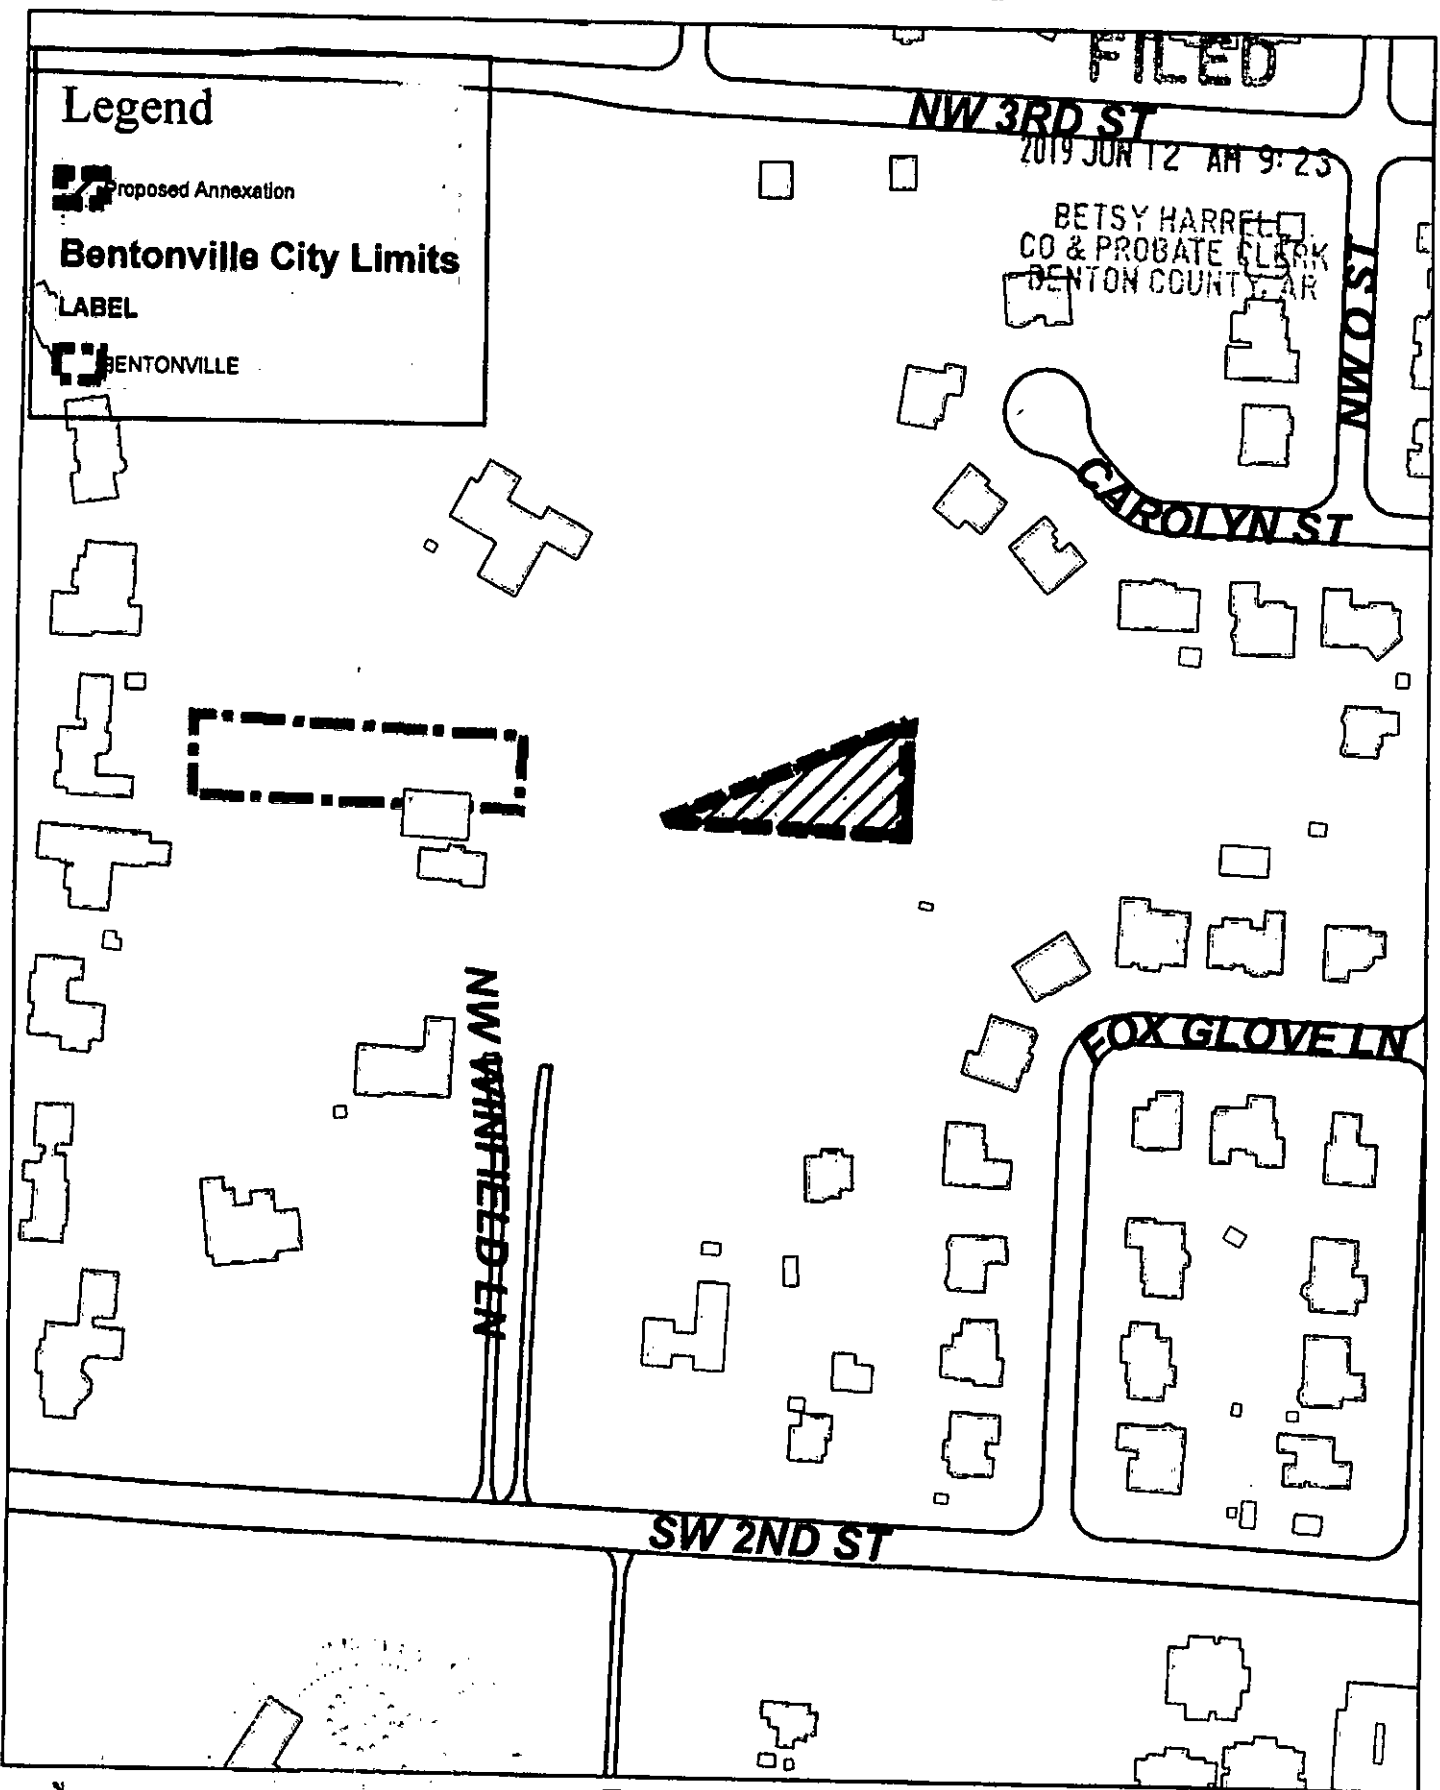 FILED
NW 3RD ST
2019 JUN 12 AM 9:23
BETSY HARRELL
CO & PROBATE CLERK
BENTON COUNTY, AR
Legend
Proposed Annexation
Bentonville City Limits
LABEL
BENTONVILLE
NW O ST
CAROLYN ST
NW WINFIELD LN
FOX GLOVE LN
SW 2ND ST